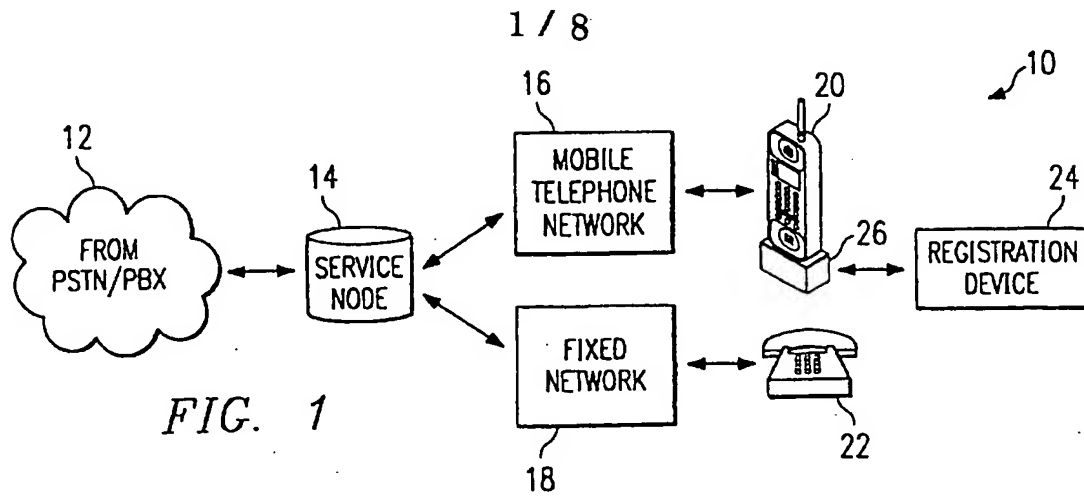 1 / 8
10
12
FROM
PSTN/PBX
14
SERVICE
NODE
16
MOBILE
TELEPHONE
NETWORK
20
26
24
REGISTRATION
DEVICE
FIXED
NETWORK
18
22
FIG. 1